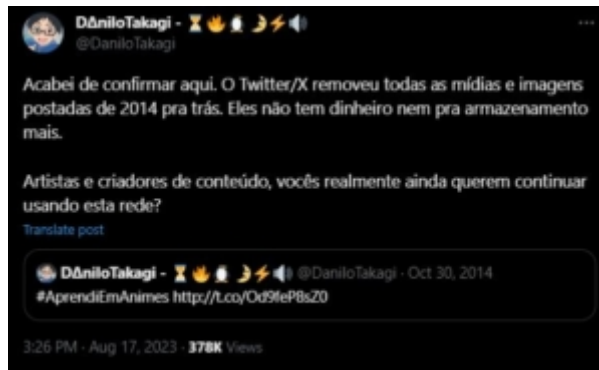 DΔniloTakagi - ⏳🔥🌛⚡🔊
@DaniloTakagi
Acabei de confirmar aqui. O Twitter/X removeu todas as mídias e imagens
postadas de 2014 pra trás. Eles não tem dinheiro nem pra armazenamento
mais.
Artistas e criadores de conteúdo, vocês realmente ainda querem continuar
usando esta rede?
Translate post
DΔniloTakagi - ⏳🔥🌛⚡🔊 @DaniloTakagi · Oct 30, 2014
#AprendiEmAnimes http://t.co/Od9feP8sZ0
3:26 PM · Aug 17, 2023 · 378K Views